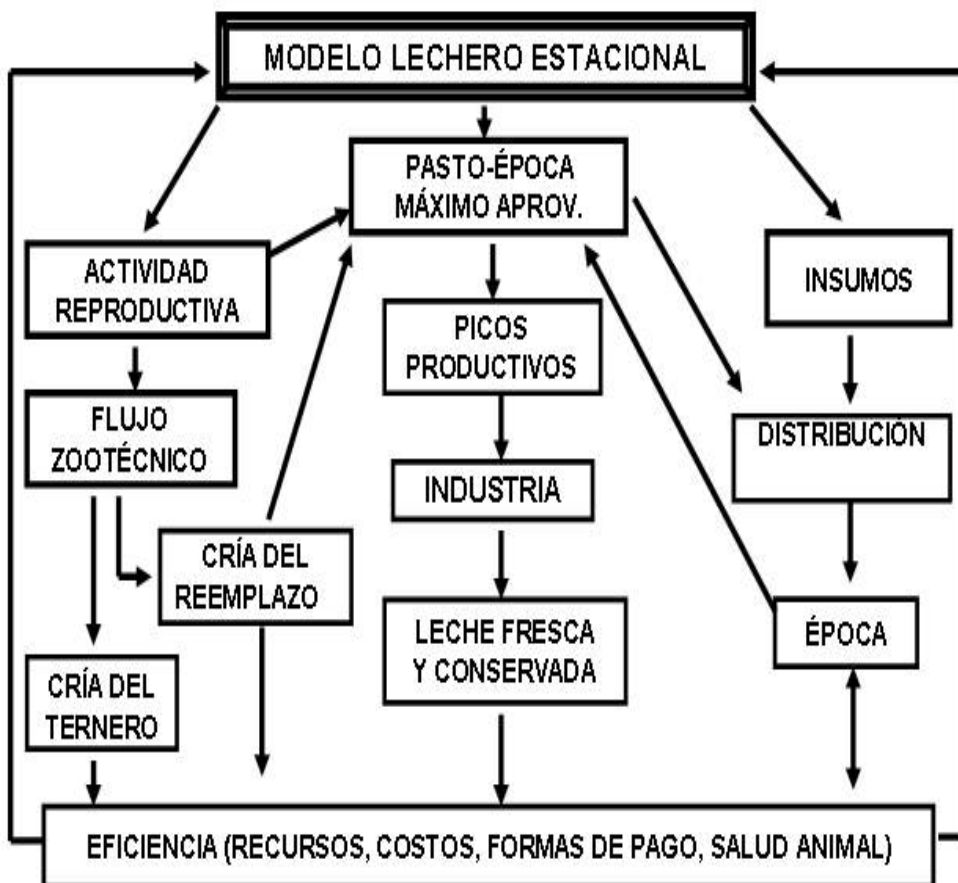 MODELO LECHERO ESTACIONAL
PASTO-ÉPOCA
MÁXIMO APROV.
ACTIVIDAD
REPRODUCTIVA
INSUMOS
PICOS
PRODUCTIVOS
FLUJO
ZOOTÉCNICO
DISTRIBUCIÓN
INDUSTRIA
CRÍA DEL
REEMPLAZO
LECHE FRESCA
Y CONSERVADA
ÉPOCA
CRÍA DEL
TERNERO
EFICIENCIA (RECURSOS, COSTOS, FORMAS DE PAGO, SALUD ANIMAL)